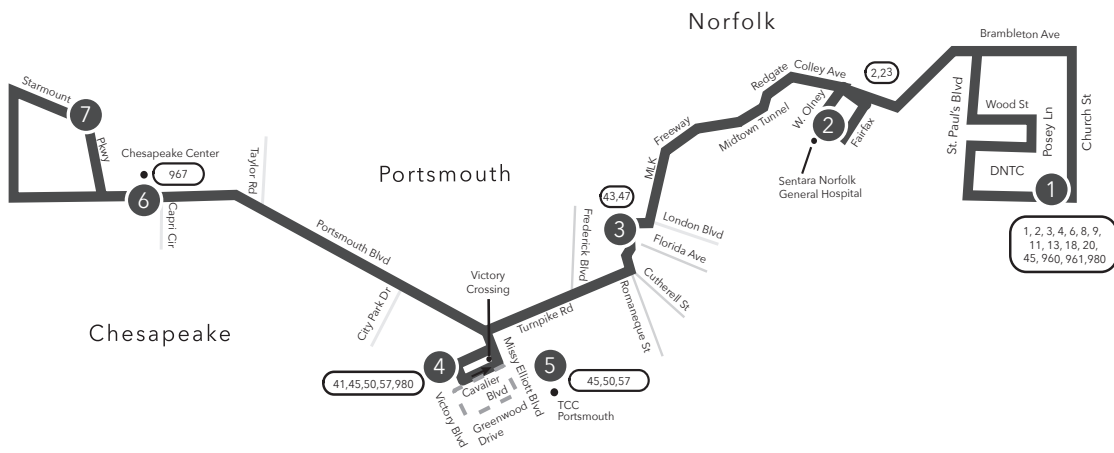 Norfolk
Brambleton Ave
Colley Ave
2,23
Redgate
Starmount
W. Olney
Wood St
7
Freeway
Midtown Tunnel
2
Fairfax
St. Paul's Blvd
Posey Ln
Church St
Pkwy
Chesapeake Center
967
Taylor Rd
MLK
DNTC
Sentara Norfolk
General Hospital
1
Portsmouth
6
43,47
Capri Cir
3
Frederick Blvd
London Blvd
1, 2, 3, 4, 6, 8, 9,
11, 13, 18, 20,
45, 960, 961,980
Portsmouth Blvd
Florida Ave
Victory
Crossing
Cutherell St
City Park Dr
Turnpike Rd
Romaneque St
Chesapeake
4
Missy Elliott Blvd
5
41,45,50,57,980
45,50,57
Cavalier
Blvd
Victory Blvd
TCC
Portsmouth
Greenwood
Drive